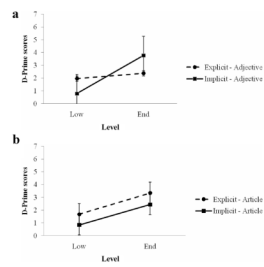 a
7
6
5
4
3
2
1
0
D-Prime scores
Low End
Level
Explicit - Adjective
Implicit - Adjective
b
7
6
5
4
3
2
1
0
D-Prime scores
Low End
Level
Explicit - Article
Implicit - Article